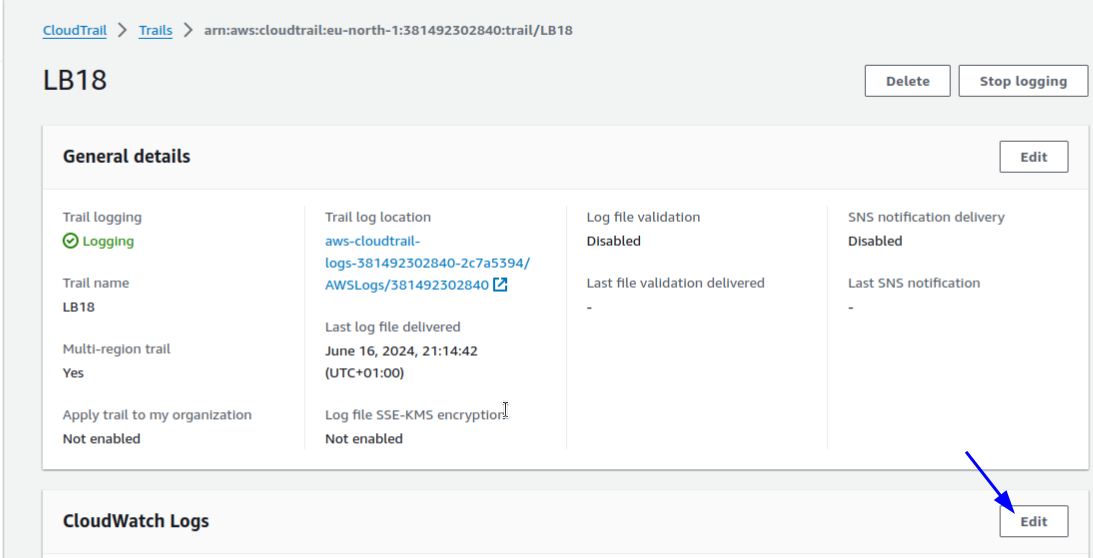 CloudTrail > Trails > arn:aws:cloudtrail:eu-north-1:381492302840:trail/LB18
LB18
Delete
Stop logging
General details
Edit
Trail logging
Logging
Trail name
LB18
Multi-region trail
Yes
Apply trail to my organization
Not enabled
Trail log location
aws-cloudtrail-
logs-381492302840-2c7a5394/
AWSLogs/381492302840
Last log file delivered
June 16, 2024, 21:14:42
(UTC+01:00)
Log file SSE-KMS encryption
Not enabled
Log file validation
Disabled
Last file validation delivered
-
SNS notification delivery
Disabled
Last SNS notification
-
CloudWatch Logs
Edit